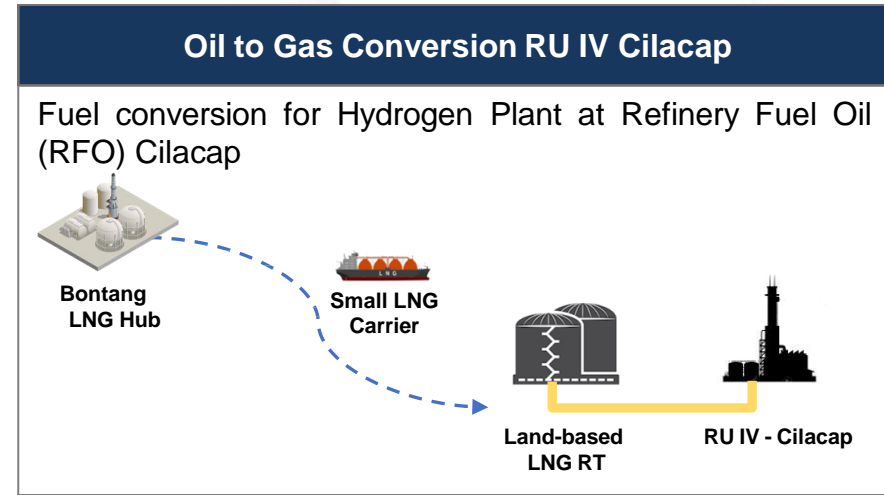 Oil to Gas Conversion RU IV Cilacap
Fuel conversion for Hydrogen Plant at Refinery Fuel Oil
(RFO) Cilacap
Bontang
LNG Hub
LNG
Small LNG
Carrier
Land-based
LNG RT
RU IV - Cilacap